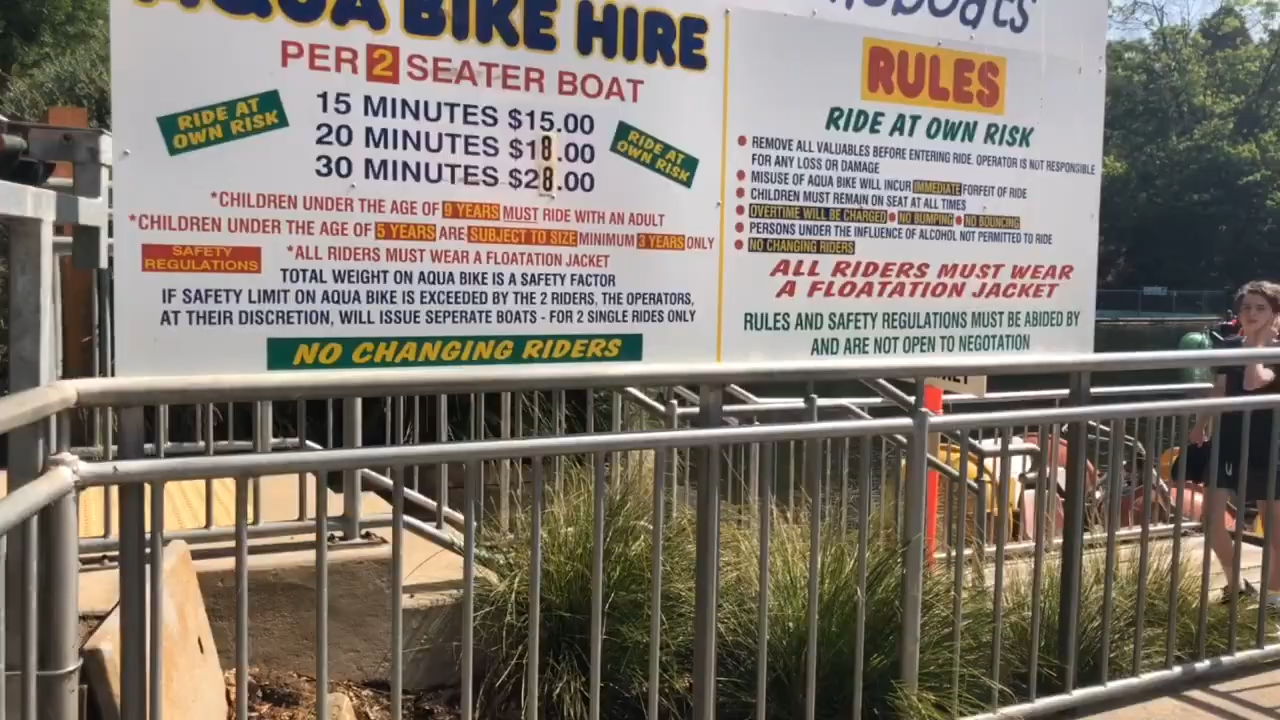 AQUA BIKE HIRE
PER 2 SEATER BOAT
RIDE AT
OWN RISK
15 MINUTES $15.00
20 MINUTES $18.00
30 MINUTES $28.00
RIDE AT
OWN RISK
*CHILDREN UNDER THE AGE OF 9 YEARS MUST RIDE WITH AN ADULT
*CHILDREN UNDER THE AGE OF 5 YEARS ARE SUBJECT TO SIZE MINIMUM 3 YEARS ONLY
SAFETY
REGULATIONS
*ALL RIDERS MUST WEAR A FLOATATION JACKET
TOTAL WEIGHT ON AQUA BIKE IS A SAFETY FACTOR
IF SAFETY LIMIT ON AQUA BIKE IS EXCEEDED BY THE 2 RIDERS, THE OPERATORS,
AT THEIR DISCRETION, WILL ISSUE SEPERATE BOATS - FOR 2 SINGLE RIDES ONLY
NO CHANGING RIDERS
RULES
RIDE AT OWN RISK
• REMOVE ALL VALUABLES BEFORE ENTERING RIDE. OPERATOR IS NOT RESPONSIBLE
FOR ANY LOSS OR DAMAGE
• MISUSE OF AQUA BIKE WILL INCUR IMMEDIATE FORFEIT OF RIDE
• CHILDREN MUST REMAIN ON SEAT AT ALL TIMES
• OVERTIME WILL BE CHARGED • NO BUMPING • NO BOUNCING
• PERSONS UNDER THE INFLUENCE OF ALCOHOL NOT PERMITTED TO RIDE
• NO CHANGING RIDERS
ALL RIDERS MUST WEAR
A FLOATATION JACKET
RULES AND SAFETY REGULATIONS MUST BE ABIDED BY
AND ARE NOT OPEN TO NEGOTATION